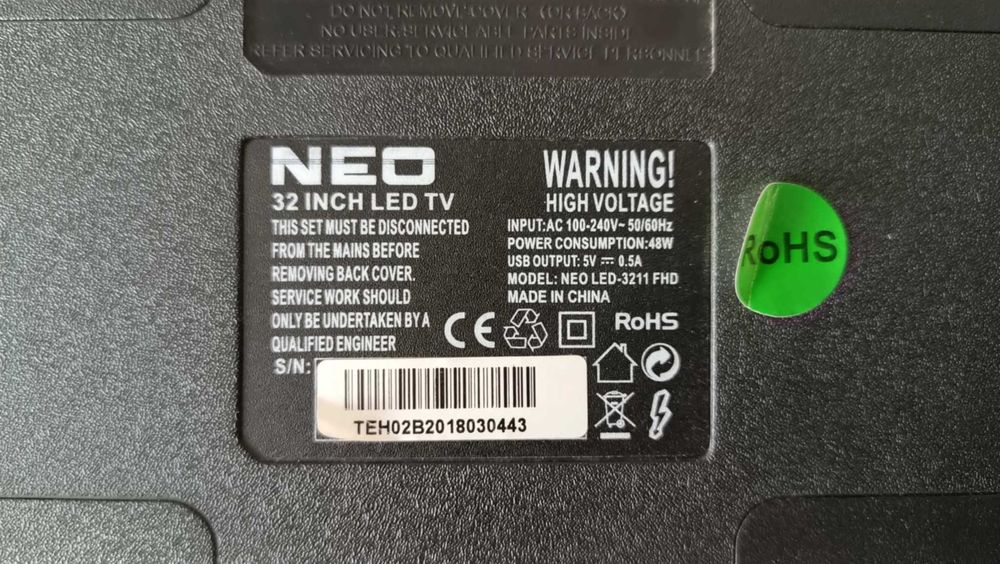 DO NOT REMOVE COVER (OR BACK)
NO USER SERVICEABLE PARTS INSIDE
REFER SERVICING TO QUALIFIED SERVICE PERSONNEL
NEO
32 INCH LED TV
THIS SET MUST BE DISCONNECTED
FROM THE MAINS BEFORE
REMOVING BACK COVER.
SERVICE WORK SHOULD
ONLY BE UNDERTAKEN BY A
QUALIFIED ENGINEER
WARNING!
HIGH VOLTAGE
INPUT:AC 100-240V~ 50/60Hz
POWER CONSUMPTION:48W
USB OUTPUT: 5V ⎓ 0.5A
MODEL: NEO LED-3211 FHD
MADE IN CHINA
CE
RoHS
S/N:
TEH02B2018030443
RoHS